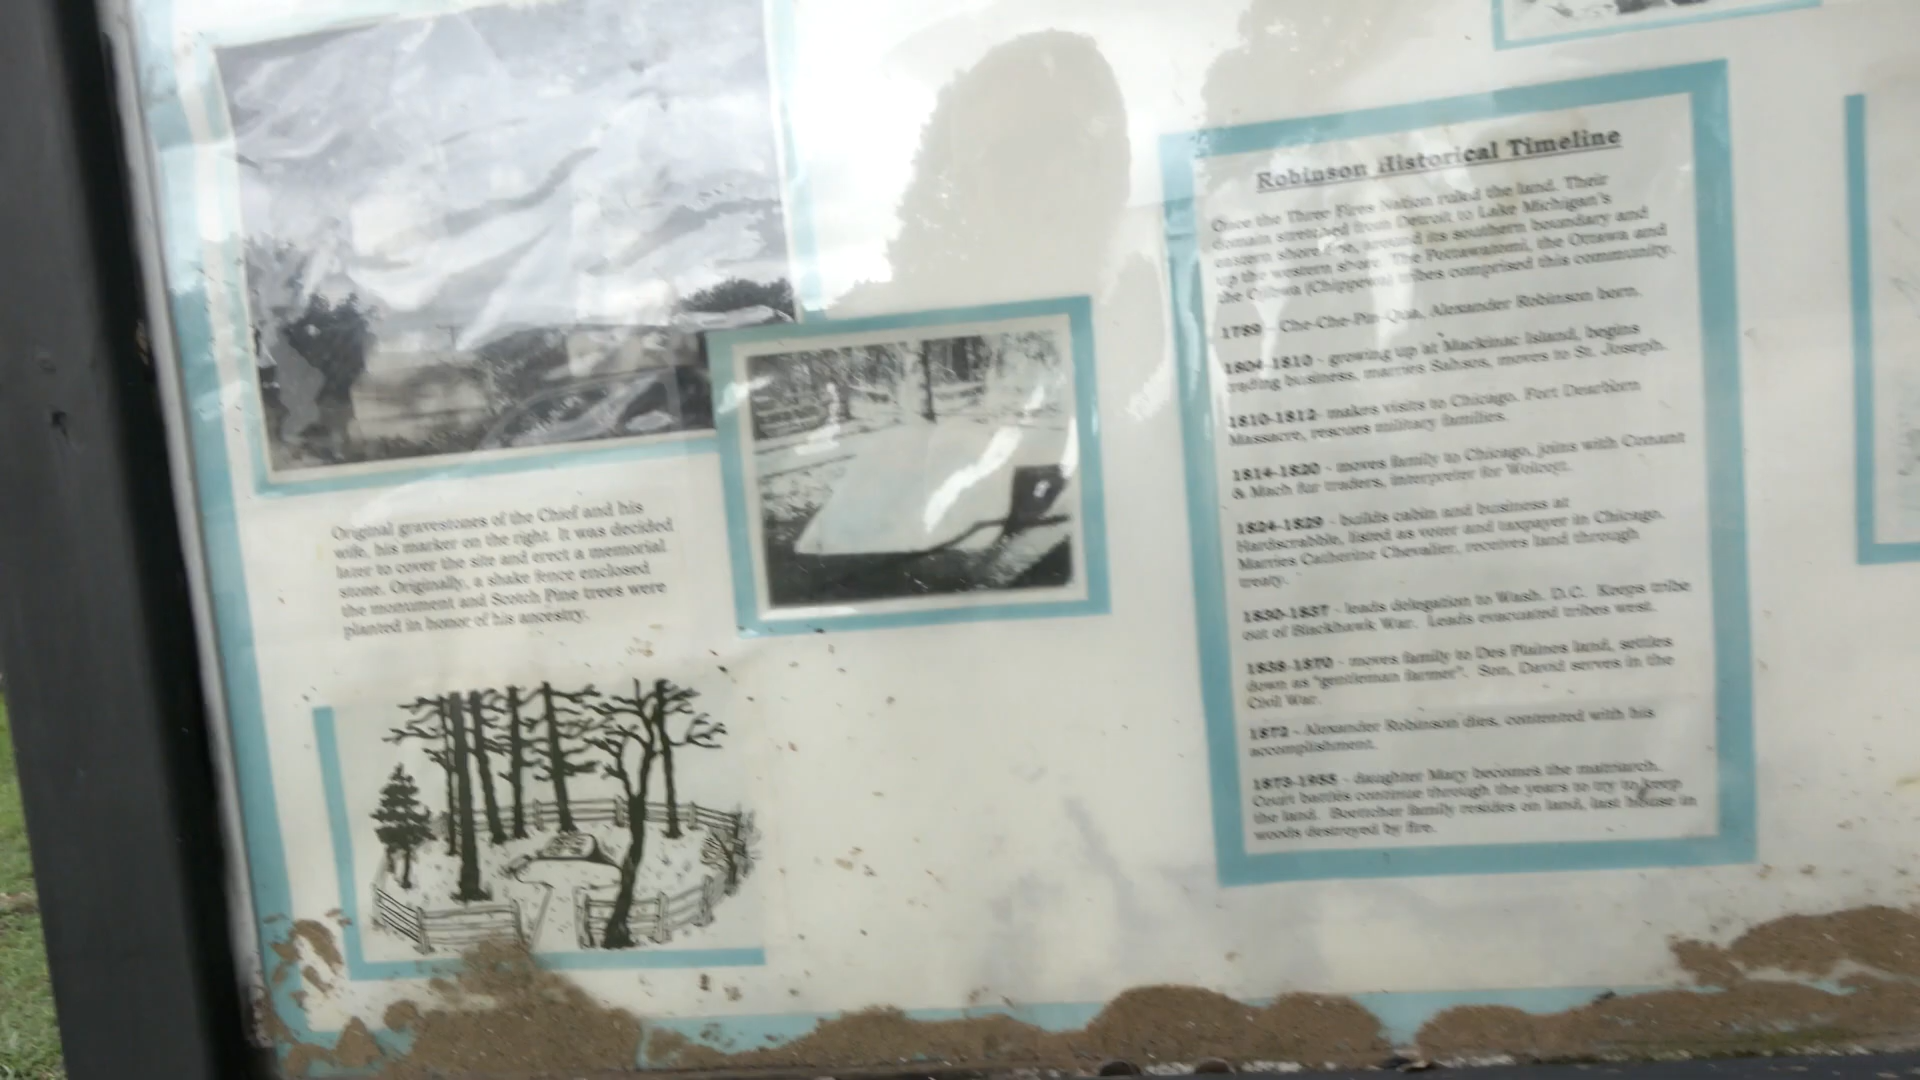 Original gravestones of the Chief and his
wife, his marker on the right. It was decided
later to cover the site and erect a memorial
stone. Originally, a shake fence enclosed
the monument and Scotch Pine trees were
planted in honor of his ancestry.
Robinson Historical Timeline
Once the Three Fires Nation ruled the land. Their
domain stretched from Detroit to Lake Michigan's
eastern shore line, around its southern boundary and
up the western shore. The Pottawatomi, the Ottawa and
the Ojibwa (Chippewa) tribes comprised this community.
1789 - Che-Che-Pin-Qua, Alexander Robinson born.
1804-1810 - growing up at Mackinac Island, begins
trading business, marries Sahsos, moves to St. Joseph.
1810-1812- makes visits to Chicago. Fort Dearborn
Massacre, rescues military families.
1814-1820 - moves family to Chicago, joins with Conant
& Mach fur traders, interpreter for Wolcott.
1824-1829 - builds cabin and business at
Hardscrabble, listed as voter and taxpayer in Chicago.
Marries Catherine Chevalier, receives land through
treaty.
1830-1837 - leads delegation to Wash. D.C. Keeps tribe
out of Blackhawk War. Leads evacuated tribes west.
1838-1870 - moves family to Des Plaines land, settles
down as "gentleman farmer". Son, David serves in the
Civil War.
1872 - Alexander Robinson dies, contented with his
accomplishment.
1873-1955 - daughter Mary becomes the matriarch.
Court battles continue through the years to try to keep
the land. Boettcher family resides on land, last house in
woods destroyed by fire.